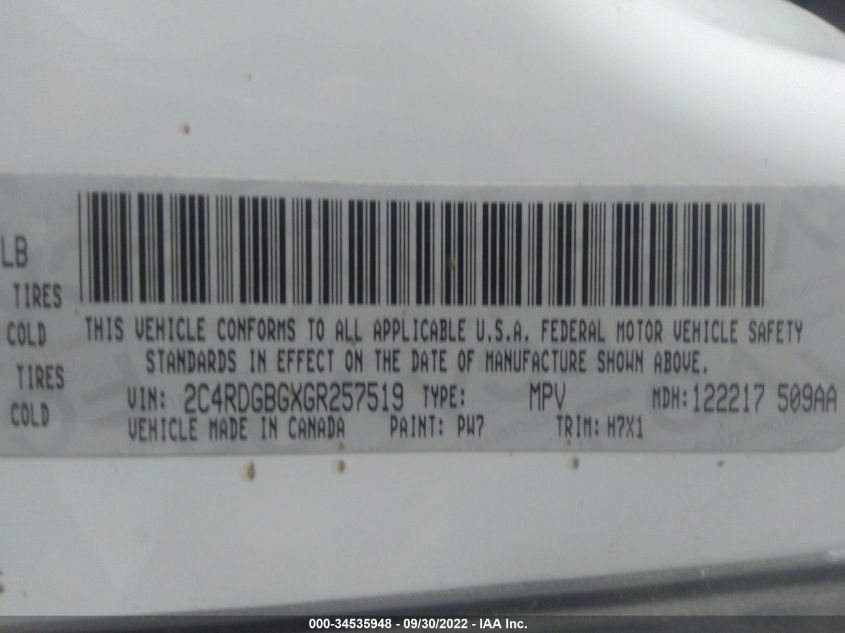 LB
TIRES
COLD
TIRES
COLD
THIS VEHICLE CONFORMS TO ALL APPLICABLE U.S.A. FEDERAL MOTOR VEHICLE SAFETY
STANDARDS IN EFFECT ON THE DATE OF MANUFACTURE SHOWN ABOVE.
VIN: 2C4RDGBGXGR257519 TYPE: MPV MDH: 122217 509AA
VEHICLE MADE IN CANADA PAINT: PW7 TRIM: H7X1
000-34535948 - 09/30/2022 - IAA Inc.